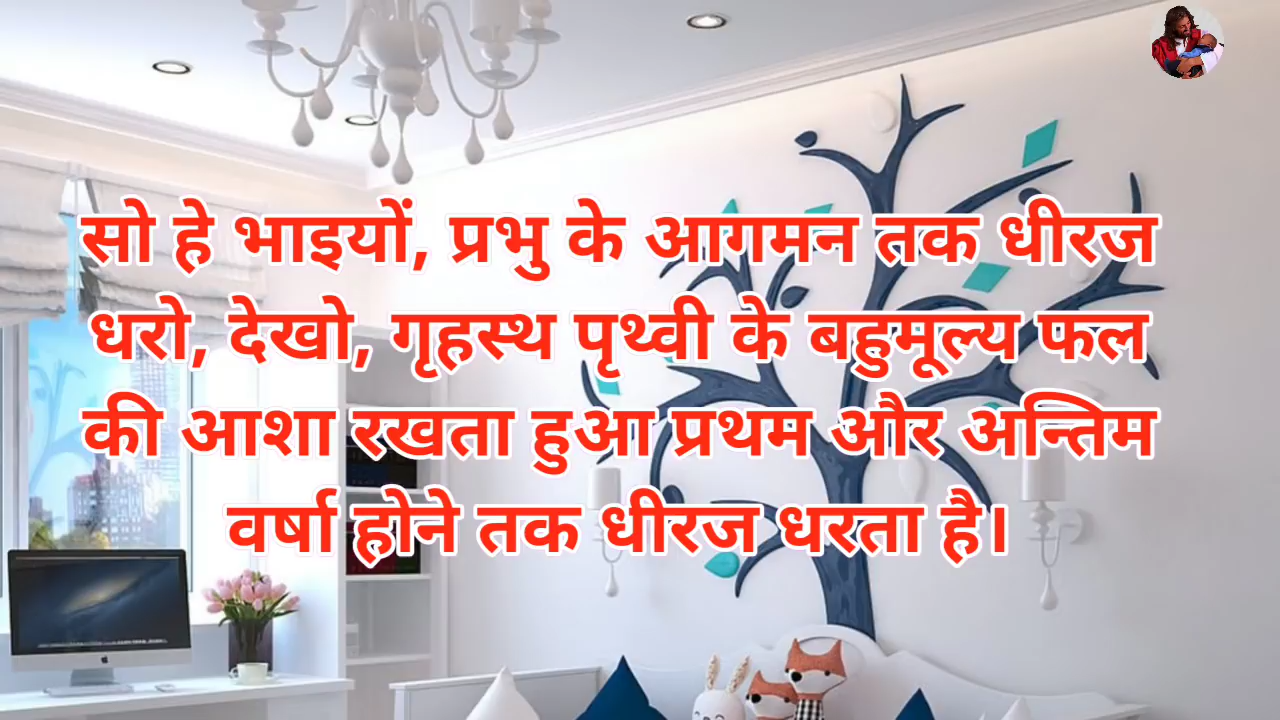 सो हे भाइयों, प्रभु के आगमन तक धीरज
धरो, देखो, गृहस्थ पृथ्वी के बहुमूल्य फल
की आशा रखता हुआ प्रथम और अन्तिम
वर्षा होने तक धीरज धरता है।